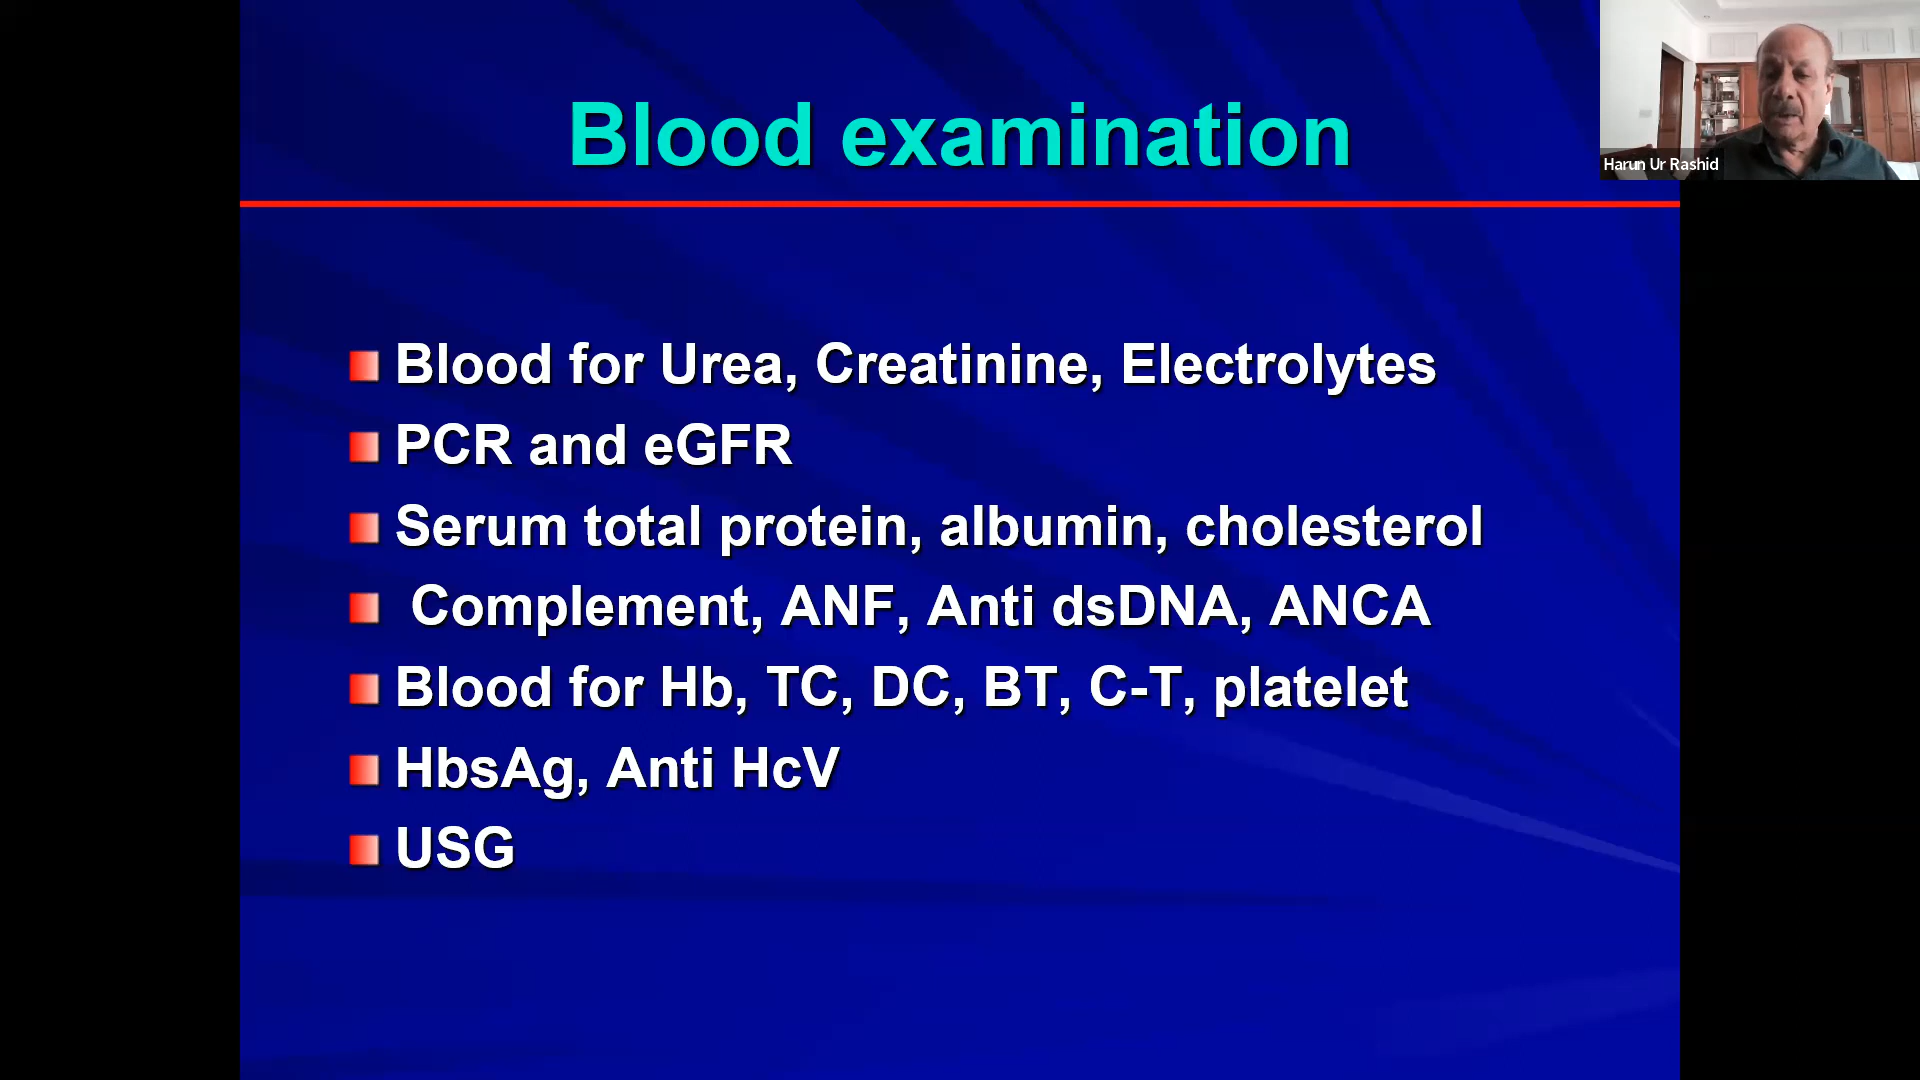 Blood examination
Harun Ur Rashid
Blood for Urea, Creatinine, Electrolytes
PCR and eGFR
Serum total protein, albumin, cholesterol
Complement, ANF, Anti dsDNA, ANCA
Blood for Hb, TC, DC, BT, C-T, platelet
HbsAg, Anti HcV
USG